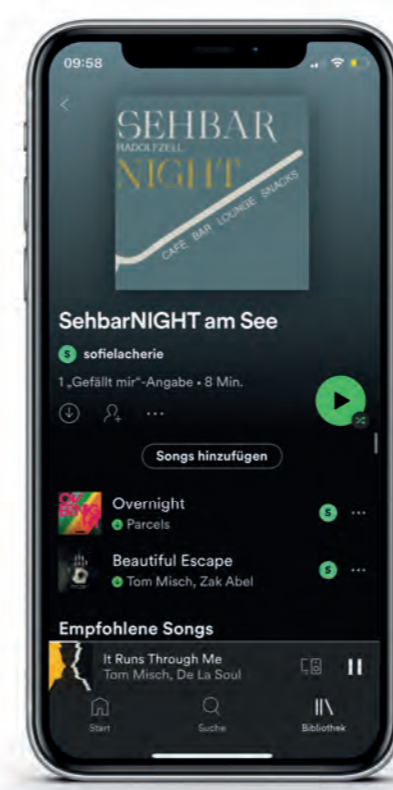 09:58
SEHBAR
RADOLFZELL
NIGHT
CAFÉ BAR LOUNGE SNACKS
SehbarNIGHT am See
S sofielacherie
1 „Gefällt mir“-Angabe • 8 Min.
Songs hinzufügen
Overnight
Parcels
S
Beautiful Escape
Tom Misch, Zak Abel
S
Empfohlene Songs
It Runs Through Me
Tom Misch, De La Soul
Start
Suche
Bibliothek